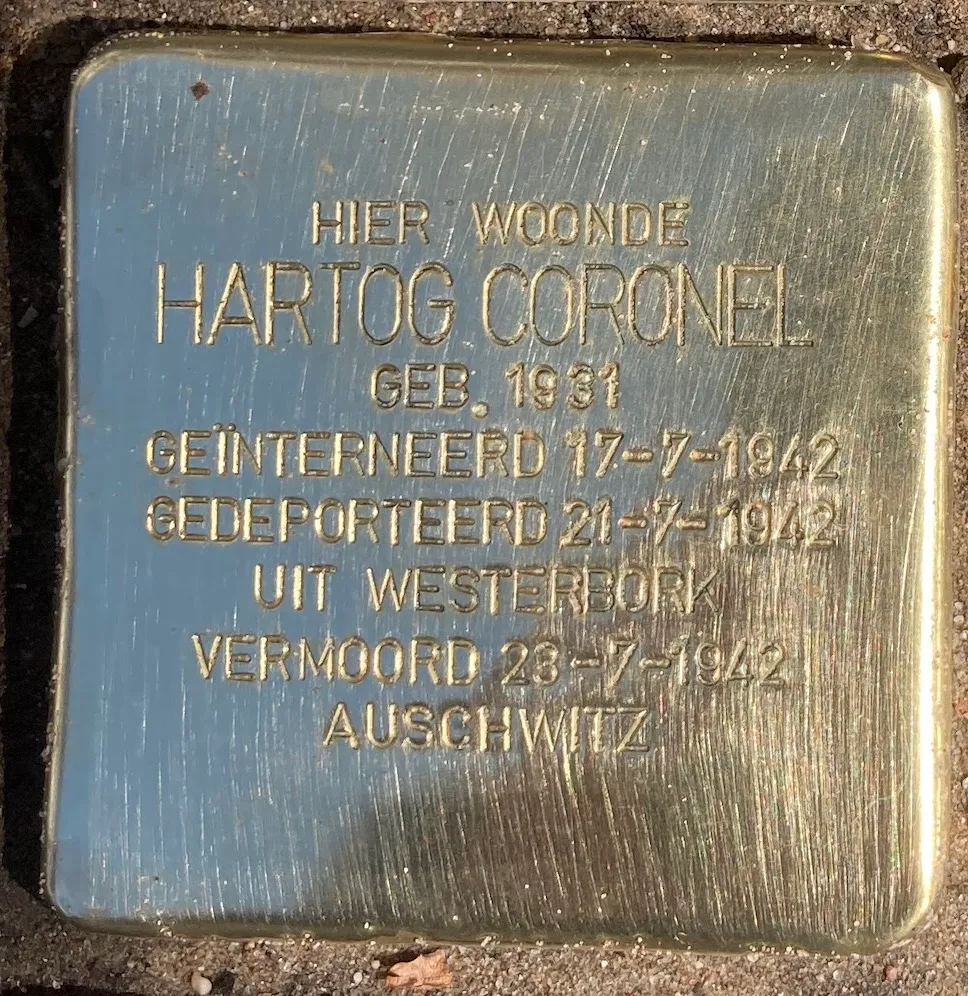 HIER WOONDE
HARTOG CORONEL
GEB. 1931
GEÏNTERNEERD 17-7-1942
GEDEPORTEERD 21-7-1942
UIT WESTERBORK
VERMOORD 23-7-1942
AUSCHWITZ